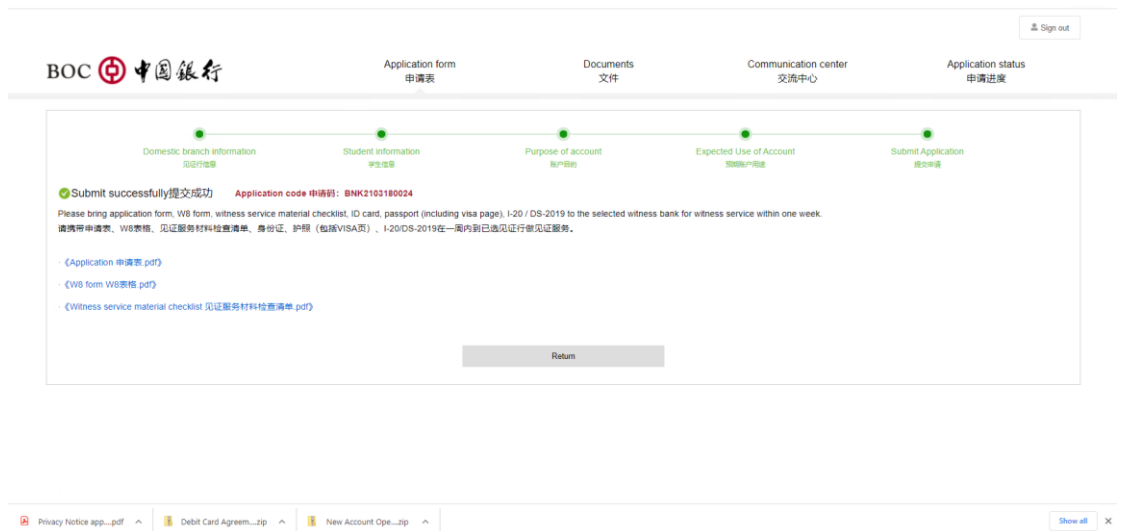 Sign out
BOC 中国银行
Application form
申请表
Documents
文件
Communication center
交流中心
Application status
申请进度
Domestic branch information
见证行信息
Student information
学生信息
Purpose of account
账户目的
Expected Use of Account
预期账户用途
Submit Application
提交申请
Submit successfully提交成功 Application code 申请码：BNK2103180024
Please bring application form, W8 form, witness service material checklist, ID card, passport (including visa page), I-20 / DS-2019 to the selected witness bank for witness service within one week.
请携带申请表、W8表格、见证服务材料检查清单、身份证、护照（包括VISA页）、I-20/DS-2019在一周内到已选见证行做见证服务。
·《Application 申请表.pdf》
·《W8 form W8表格.pdf》
·《Witness service material checklist 见证服务材料检查清单.pdf》
Return
Privacy Notice app....pdf
Debit Card Agreem....zip
New Account Ope....zip
Show all